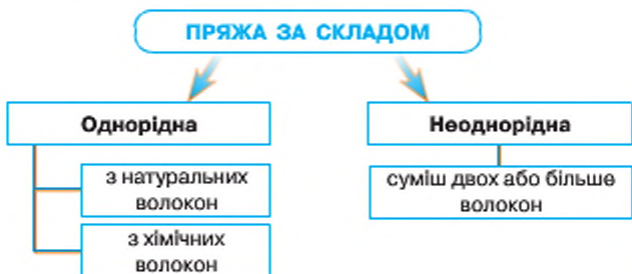 ПРЯЖА ЗА СКЛАДОМ
Однорідна
з натуральних
волокон
з хімічних
волокон
Неоднорідна
суміш двох або більше
волокон